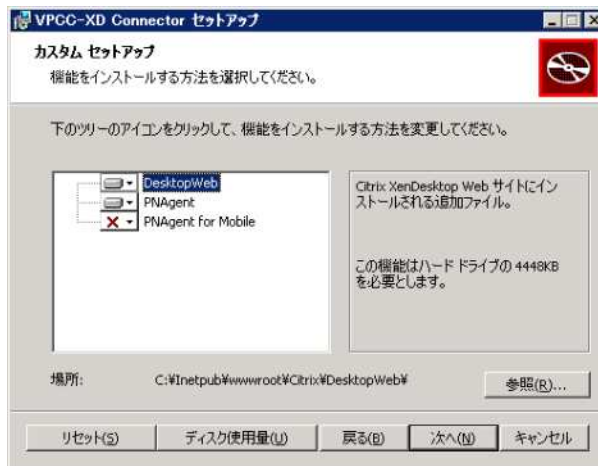 VPCC-XD Connector セットアップ
カスタム セットアップ
機能をインストールする方法を選択してください。
下のツリーのアイコンをクリックして、機能をインストールする方法を変更してください。
DesktopWeb
PNAgent
PNAgent for Mobile
Citrix XenDesktop Web サイトにイン
ストールされる追加ファイル。
この機能はハード ドライブの 4448KB
を必要とします。
場所: C:¥Inetpub¥wwwroot¥Citrix¥DesktopWeb¥
参照(R)...
リセット(S) ディスク使用量(U) 戻る(B) 次へ(N) キャンセル